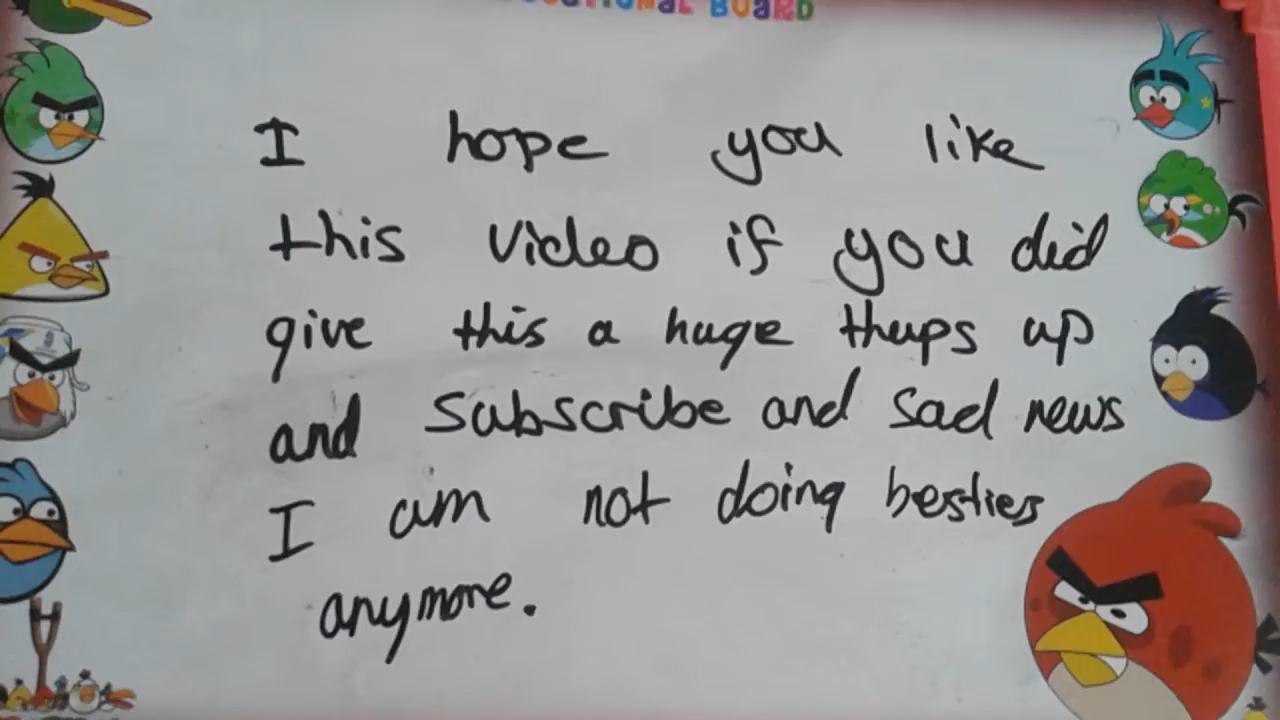 BOARD
I hope you like
this video if you did
give this a huge thups up
and subscribe and sad news
I am not doing besties
anymore.